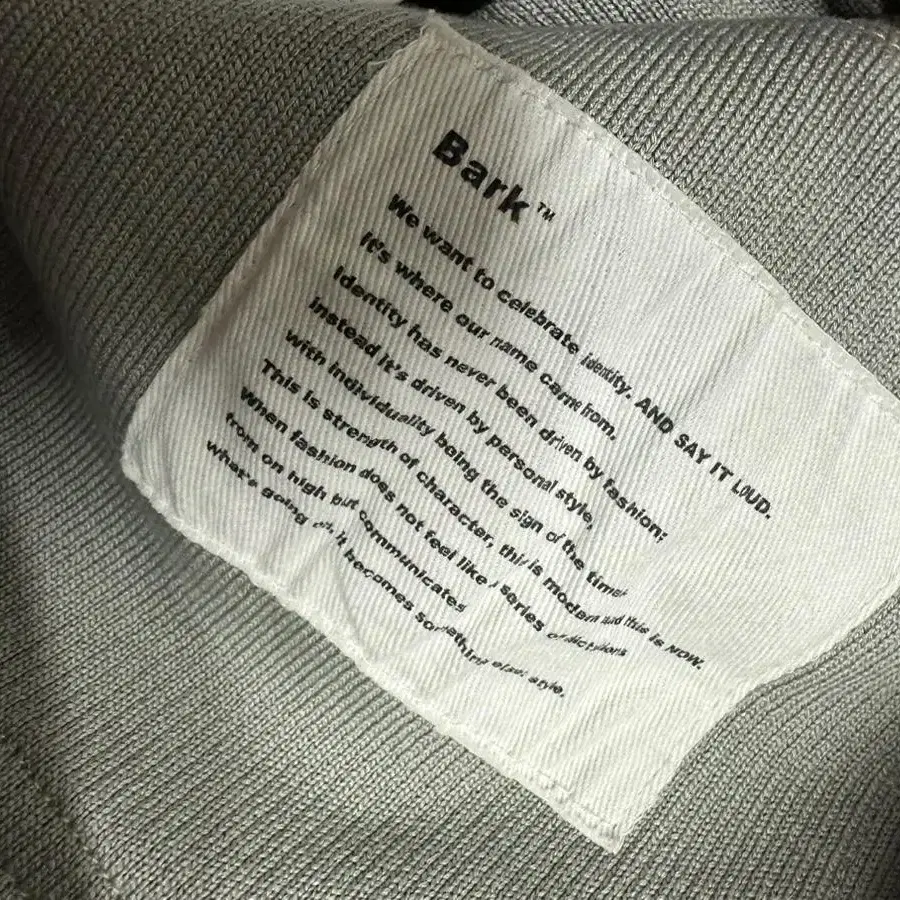 Bark™
We want to celebrate identity. AND SAY IT LOUD.
It's where our name came from.
Identity has never been driven by fashion;
instead it's driven by personal style,
with individuality being the sign of the time.
This is strength of character, this is modern and this is NOW.
when fashion does not feel like a series of dictations
from on high but communicates
what's going on, it becomes something else: style.